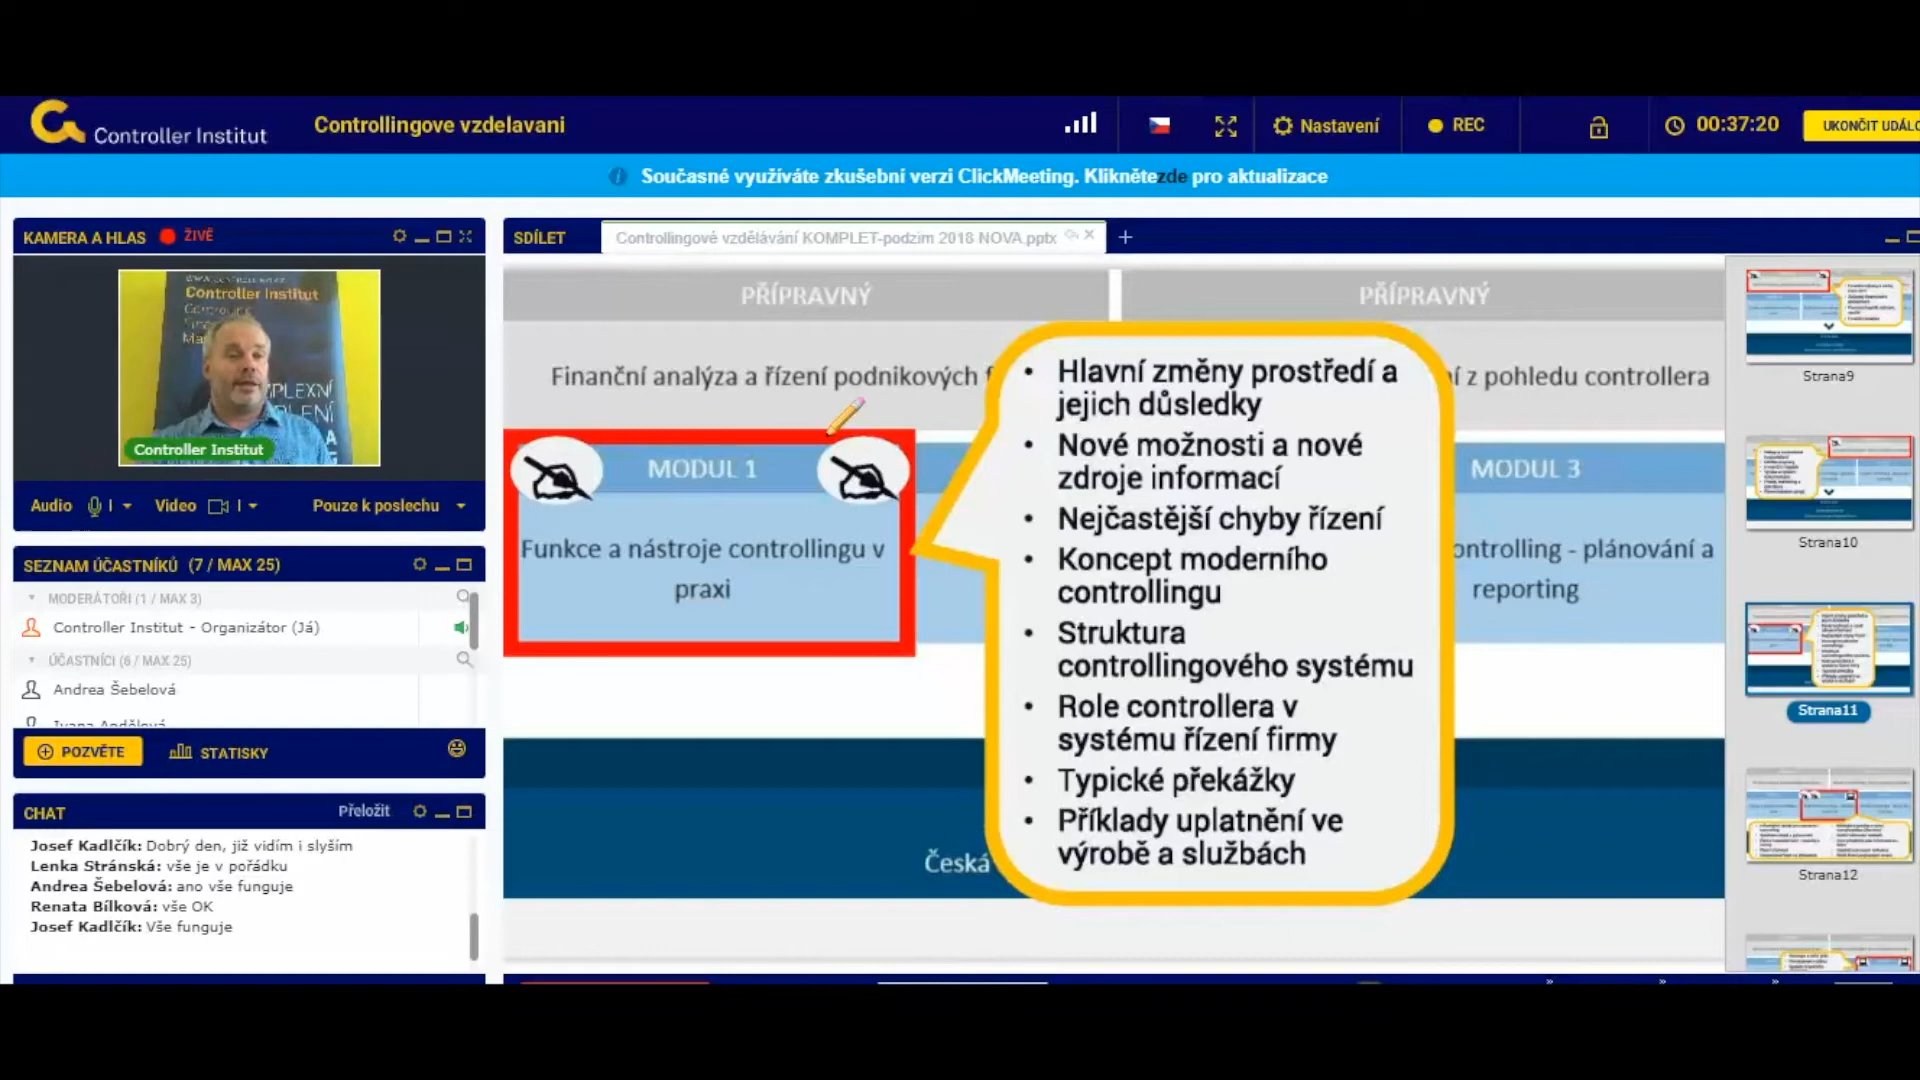 Controller Institut
Controllingove vzdelavani
Nastavení
REC
00:37:20
UKONČIT UDÁLO
Současné využíváte zkušební verzi ClickMeeting. Kliknětezde pro aktualizace
KAMERA A HLAS
ŽIVĚ
Controller Institut
Controller Institut
Audio
Video
Pouze k poslechu
SEZNAM ÚČASTNÍKŮ (7 / MAX 25)
MODERÁTOŘI (1 / MAX 3)
Controller Institut - Organizátor (Já)
ÚČASTNÍCI (6 / MAX 25)
Andrea Šebelová
Ivana Andělová
POZVĚTE
STATISKY
CHAT
Přeložit
Josef Kadlčík: Dobrý den, již vidím i slyším
Lenka Stránská: vše je v pořádku
Andrea Šebelová: ano vše funguje
Renata Bílková: vše OK
Josef Kadlčík: Vše funguje
SDÍLET
Controllingové vzdělávání KOMPLET-podzim 2018 NOVA.pptx
PŘÍPRAVNÝ
PŘÍPRAVNÝ
Finanční analýza a řízení podnikových f
í z pohledu controllera
MODUL 1
Funkce a nástroje controllingu v
praxi
MODUL 3
ontrolling - plánování a
reporting
• Hlavní změny prostředí a
jejich důsledky
• Nové možnosti a nové
zdroje informací
• Nejčastější chyby řízení
• Koncept moderního
controllingu
• Struktura
controllingového systému
• Role controllera v
systému řízení firmy
• Typické překážky
• Příklady uplatnění ve
výrobě a službách
Česká
Strana9
Strana10
Strana11
Strana12